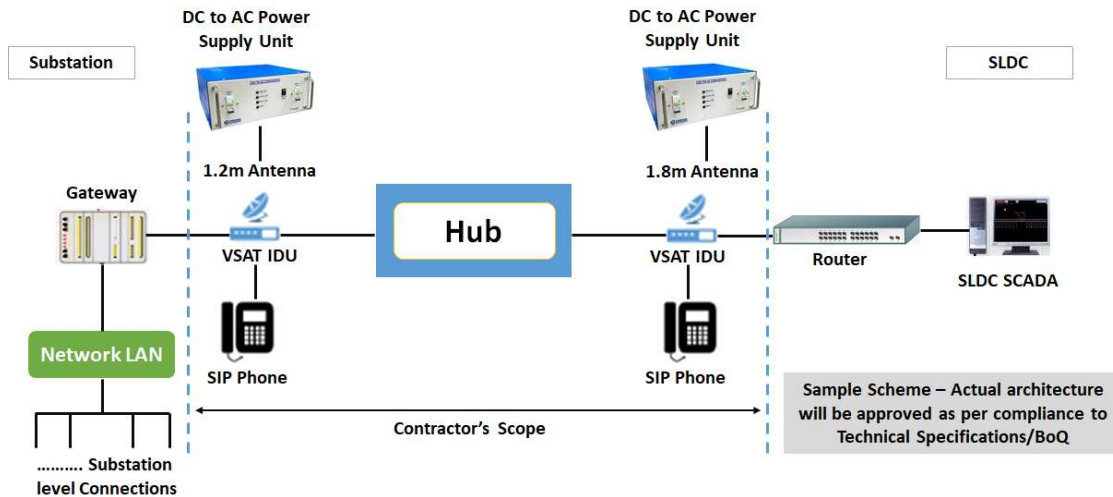 DC to AC Power
Supply Unit
DC to AC Power
Supply Unit
Substation
SLDC
1.2m Antenna
1.8m Antenna
Gateway
Hub
VSAT IDU
VSAT IDU
Router
SLDC SCADA
Network LAN
SIP Phone
SIP Phone
Contractor's Scope
Sample Scheme – Actual architecture
will be approved as per compliance to
Technical Specifications/BoQ
.......... Substation
level Connections